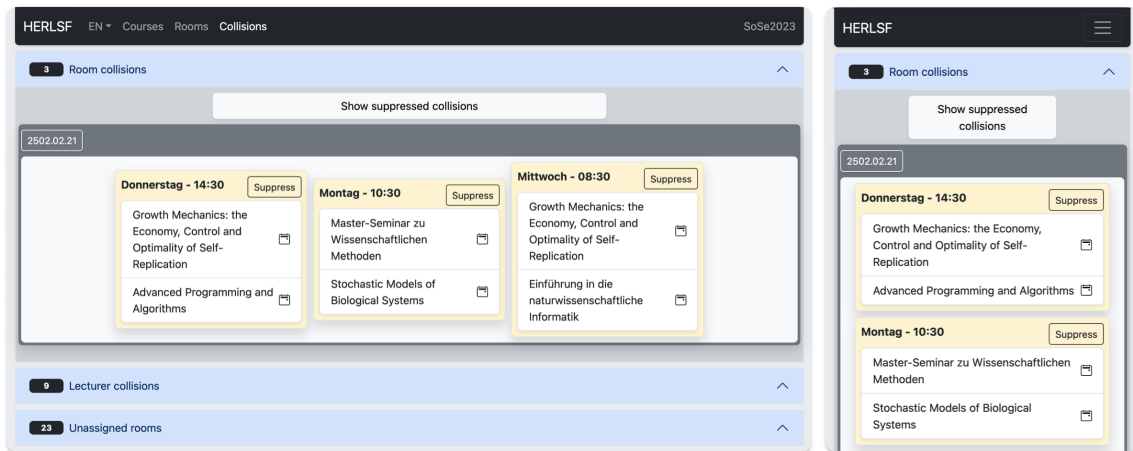 HERLSF EN Courses Rooms Collisions SoSe2023
3 Room collisions
Show suppressed collisions
2502.02.21
Donnerstag - 14:30 Suppress
Growth Mechanics: the
Economy, Control and
Optimality of Self-
Replication
Advanced Programming and
Algorithms
Montag - 10:30 Suppress
Master-Seminar zu
Wissenschaftlichen
Methoden
Stochastic Models of
Biological Systems
Mittwoch - 08:30 Suppress
Growth Mechanics: the
Economy, Control and
Optimality of Self-
Replication
Einführung in die
naturwissenschaftliche
Informatik
9 Lecturer collisions
23 Unassigned rooms
HERLSF
3 Room collisions
Show suppressed
collisions
2502.02.21
Donnerstag - 14:30 Suppress
Growth Mechanics: the Economy,
Control and Optimality of Self-
Replication
Advanced Programming and Algorithms
Montag - 10:30 Suppress
Master-Seminar zu Wissenschaftlichen
Methoden
Stochastic Models of Biological
Systems